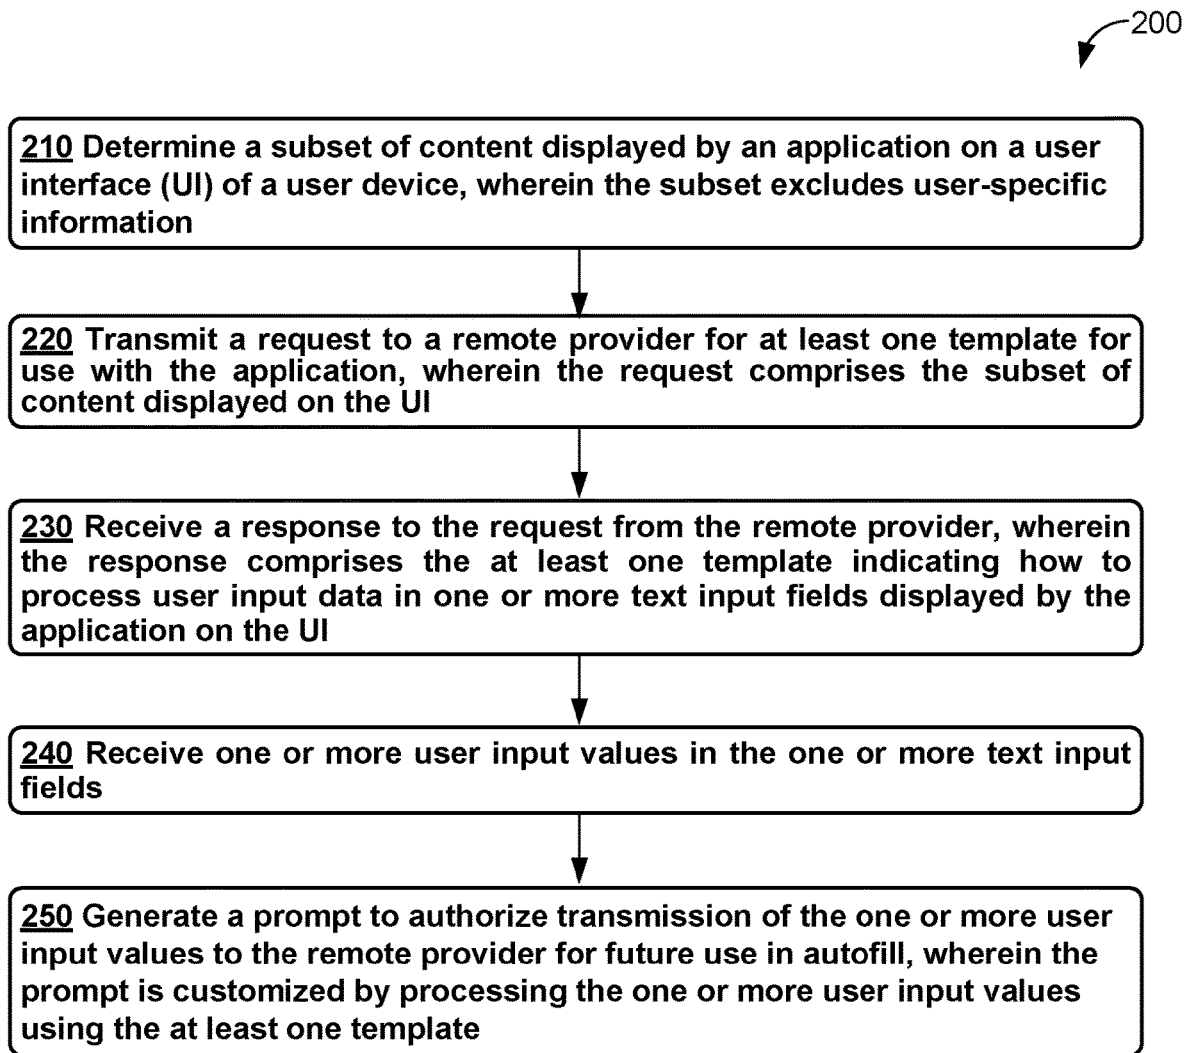 200
210 Determine a subset of content displayed by an application on a user
interface (UI) of a user device, wherein the subset excludes user-specific
information
220 Transmit a request to a remote provider for at least one template for
use with the application, wherein the request comprises the subset of
content displayed on the UI
230 Receive a response to the request from the remote provider, wherein
the response comprises the at least one template indicating how to
process user input data in one or more text input fields displayed by the
application on the UI
240 Receive one or more user input values in the one or more text input
fields
250 Generate a prompt to authorize transmission of the one or more user
input values to the remote provider for future use in autofill, wherein the
prompt is customized by processing the one or more user input values
using the at least one template